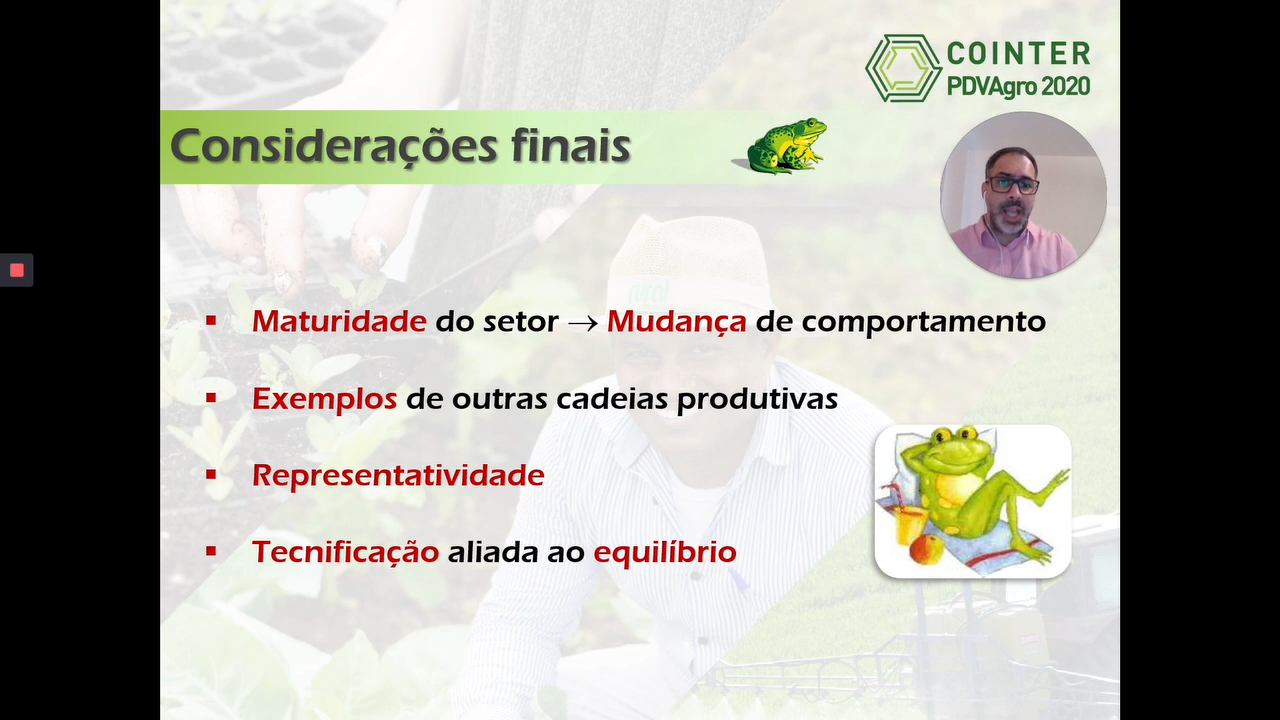 COINTER
PDVAgro 2020
Considerações finais
Maturidade do setor → Mudança de comportamento
Exemplos de outras cadeias produtivas
Representatividade
Tecnificação aliada ao equilíbrio